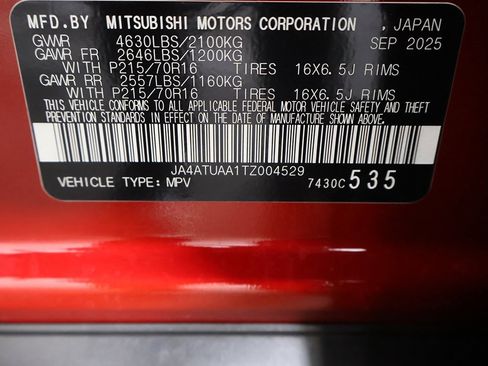 MFD.BY MITSUBISHI MOTORS CORPORATION , JAPAN
GVWR 4630LBS/2100KG SEP 2025
GAWR FR 2646LBS/1200KG
WITH P215/70R16 TIRES 16X6.5J RIMS
GAWR RR 2557LBS/1160KG
WITH P215/70R16 TIRES 16X6.5J RIMS
THIS VEHICLE CONFORMS TO ALL APPLICABLE FEDERAL MOTOR VEHICLE SAFETY AND THEFT
PREVENTION STANDARDS IN EFFECT ON THE DATE OF MANUFACTURE SHOWN ABOVE.
JA4ATUAA1TZ004529
VEHICLE TYPE: MPV 7430C 535